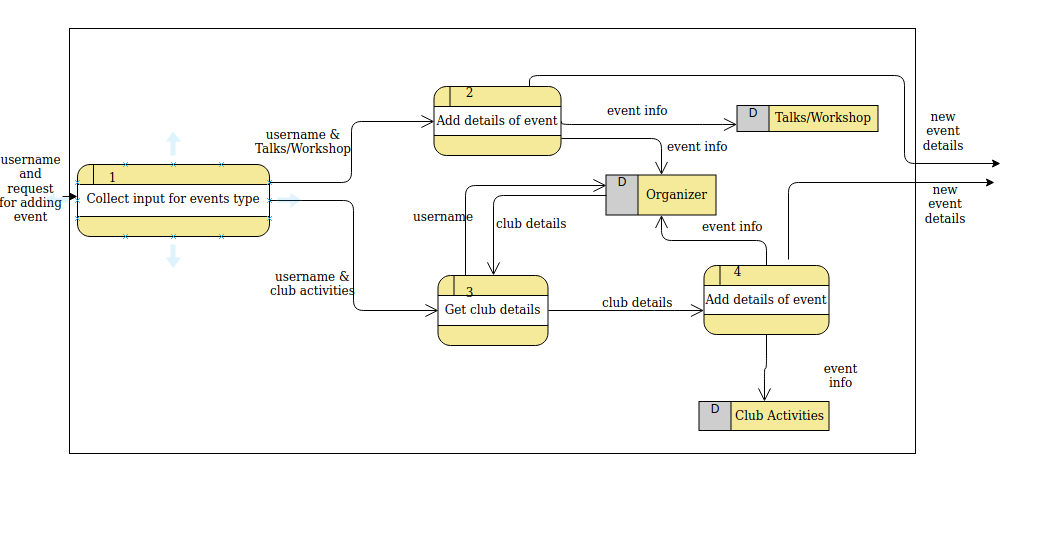 username
and
request
for adding
event
1
Collect input for events type
username &
Talks/Workshop
username &
club activities
2
Add details of event
event info
D
Talks/Workshop
event info
D
Organizer
username
club details
3
Get club details
club details
event info
4
Add details of event
event
info
D
Club Activities
new
event
details
new
event
details